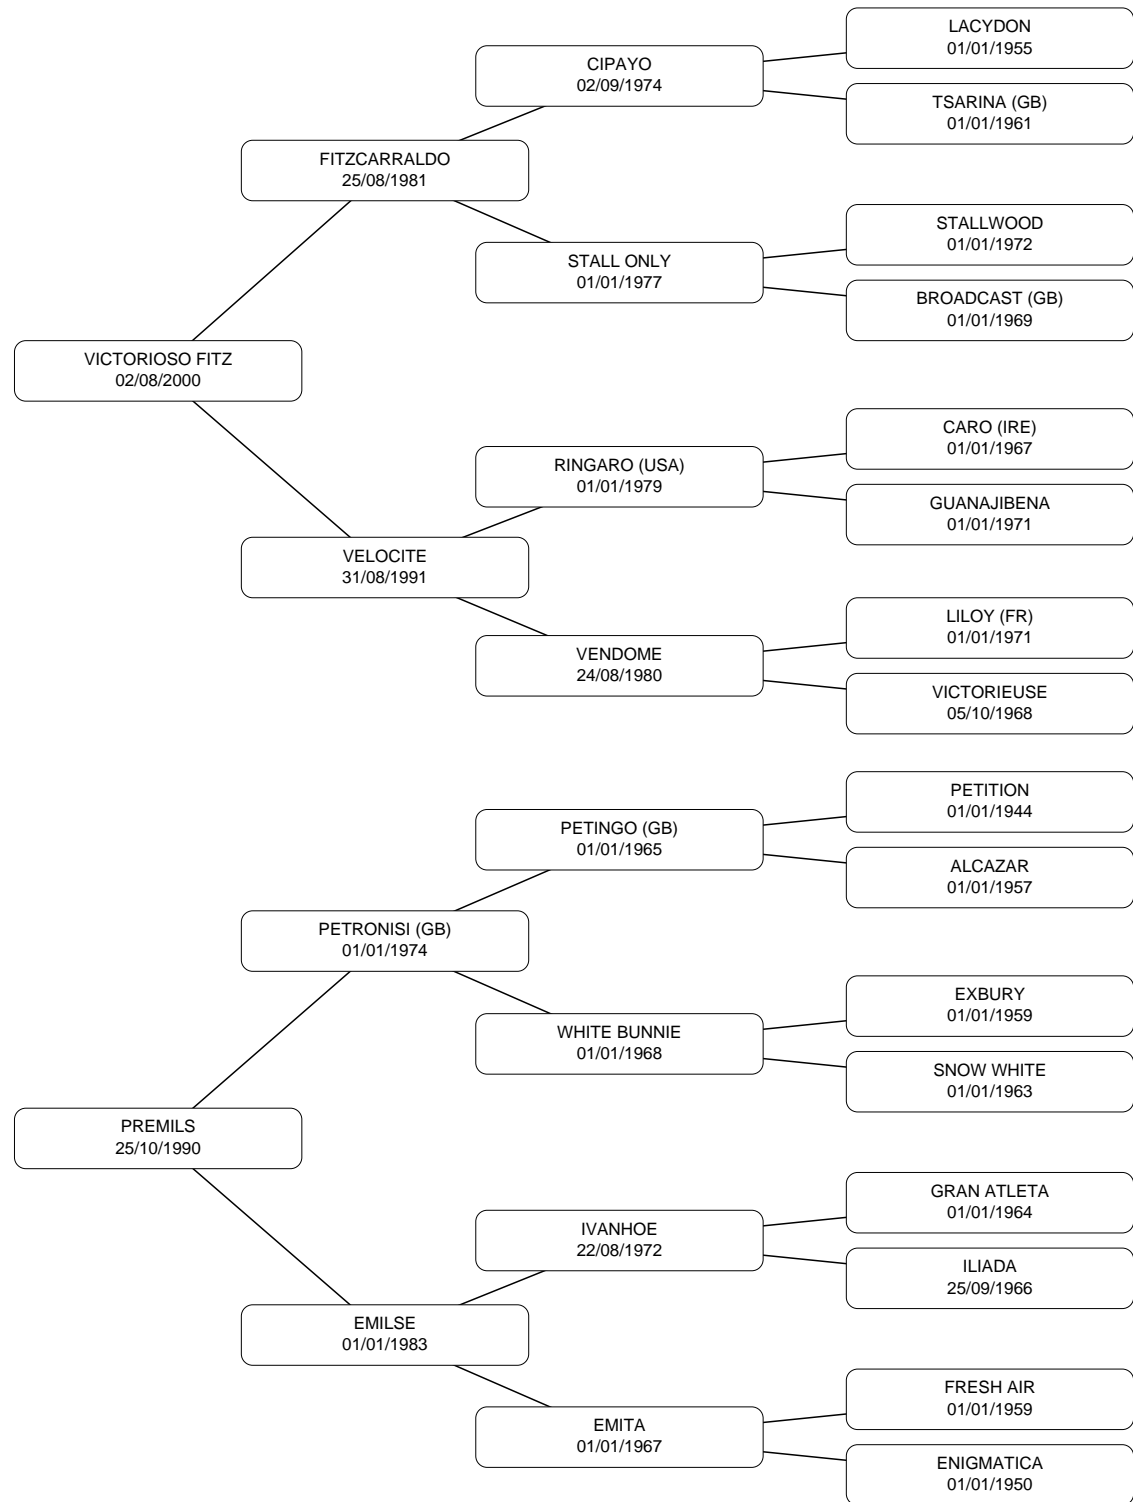 LACYDON
01/01/1955
CIPAYO
02/09/1974
TSARINA (GB)
01/01/1961
FITZCARRALDO
25/08/1981
STALLWOOD
01/01/1972
STALL ONLY
01/01/1977
BROADCAST (GB)
01/01/1969
VICTORIOSO FITZ
02/08/2000
CARO (IRE)
01/01/1967
RINGARO (USA)
01/01/1979
GUANAJIBENA
01/01/1971
VELOCITE
31/08/1991
LILOY (FR)
01/01/1971
VENDOME
24/08/1980
VICTORIEUSE
05/10/1968
PETITION
01/01/1944
PETINGO (GB)
01/01/1965
ALCAZAR
01/01/1957
PETRONISI (GB)
01/01/1974
EXBURY
01/01/1959
WHITE BUNNIE
01/01/1968
SNOW WHITE
01/01/1963
PREMILS
25/10/1990
GRAN ATLETA
01/01/1964
IVANHOE
22/08/1972
ILIADA
25/09/1966
EMILSE
01/01/1983
FRESH AIR
01/01/1959
EMITA
01/01/1967
ENIGMATICA
01/01/1950